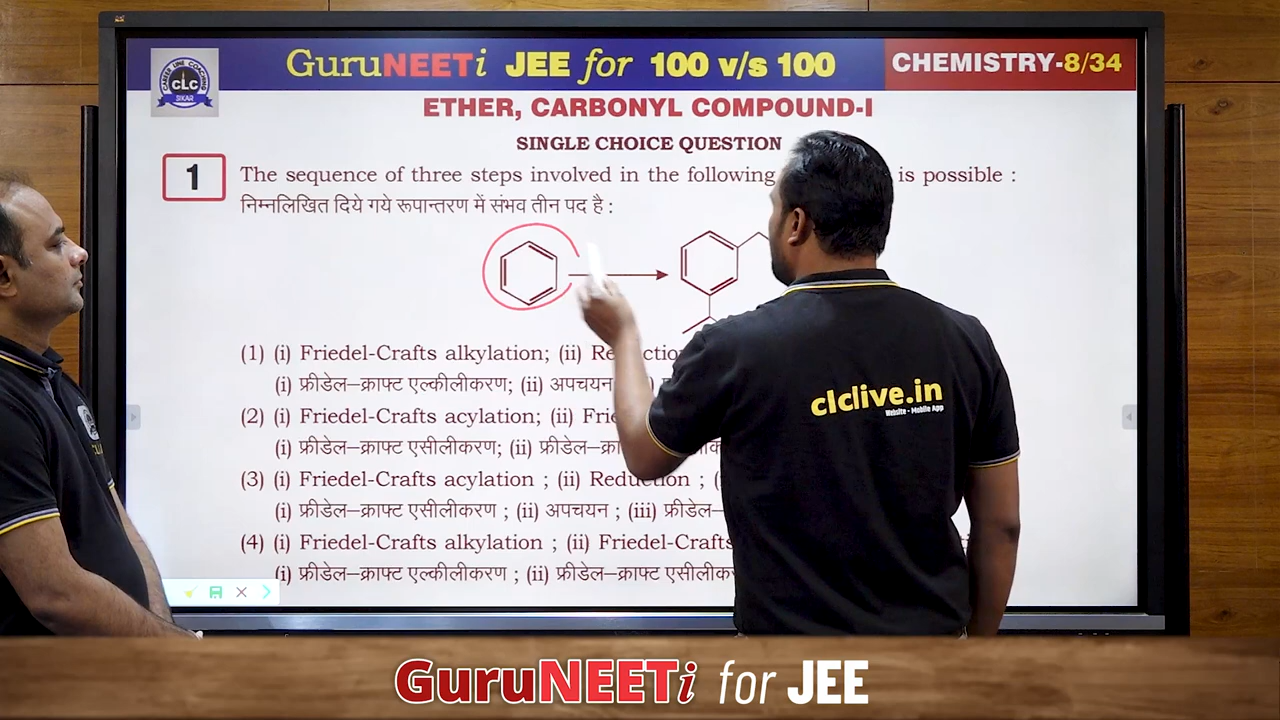 GuruNEETi JEE for 100 v/s 100
CHEMISTRY-8/34
CAREER LINE COACHING
CLC
SIKAR
ETHER, CARBONYL COMPOUND-I
SINGLE CHOICE QUESTION
1
The sequence of three steps involved in the following is possible :
निम्नलिखित दिये गये रूपान्तरण में संभव तीन पद है :
(1) (i) Friedel-Crafts alkylation; (ii)
(i) फ्रीडेल–क्राफ्ट एल्कीलीकरण; (ii) अपचयन
(2) (i) Friedel-Crafts acylation; (ii)
(i) फ्रीडेल–क्राफ्ट एसीलीकरण; (ii)
(3) (i) Friedel-Crafts acylation ; (ii) Reduction ;
(i) फ्रीडेल–क्राफ्ट एसीलीकरण ; (ii) अपचयन ; (iii) फ्रीडेल–
(4) (i) Friedel-Crafts alkylation ; (ii) Friedel-Crafts
(i) फ्रीडेल–क्राफ्ट एल्कीलीकरण ; (ii) फ्रीडेल–क्राफ्ट
clclive.in
Website - Mobile App
GuruNEETi for JEE